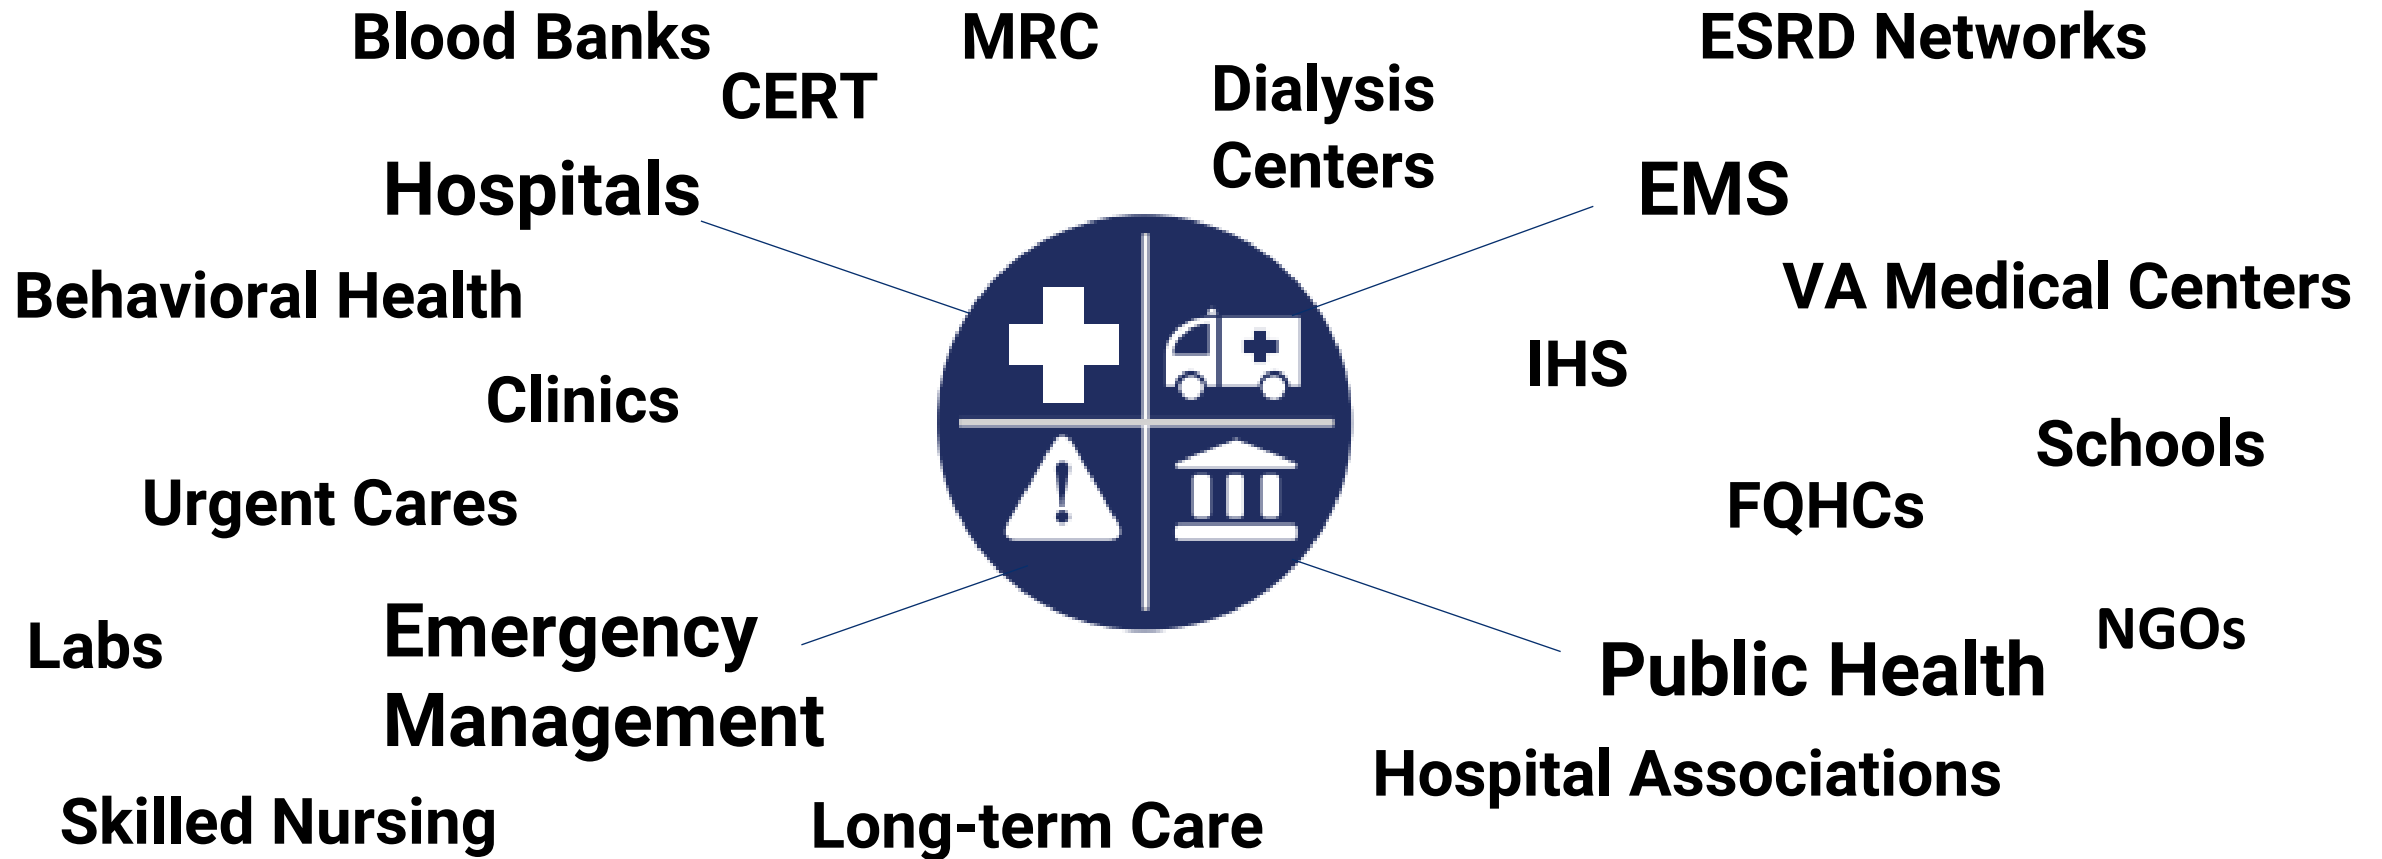 Blood Banks
MRC
ESRD Networks
CERT
Dialysis
Centers
Hospitals
EMS
Behavioral Health
VA Medical Centers
IHS
Clinics
Schools
Urgent Cares
FQHCs
Emergency
Management
Labs
NGOs
Public Health
Hospital Associations
Skilled Nursing
Long-term Care